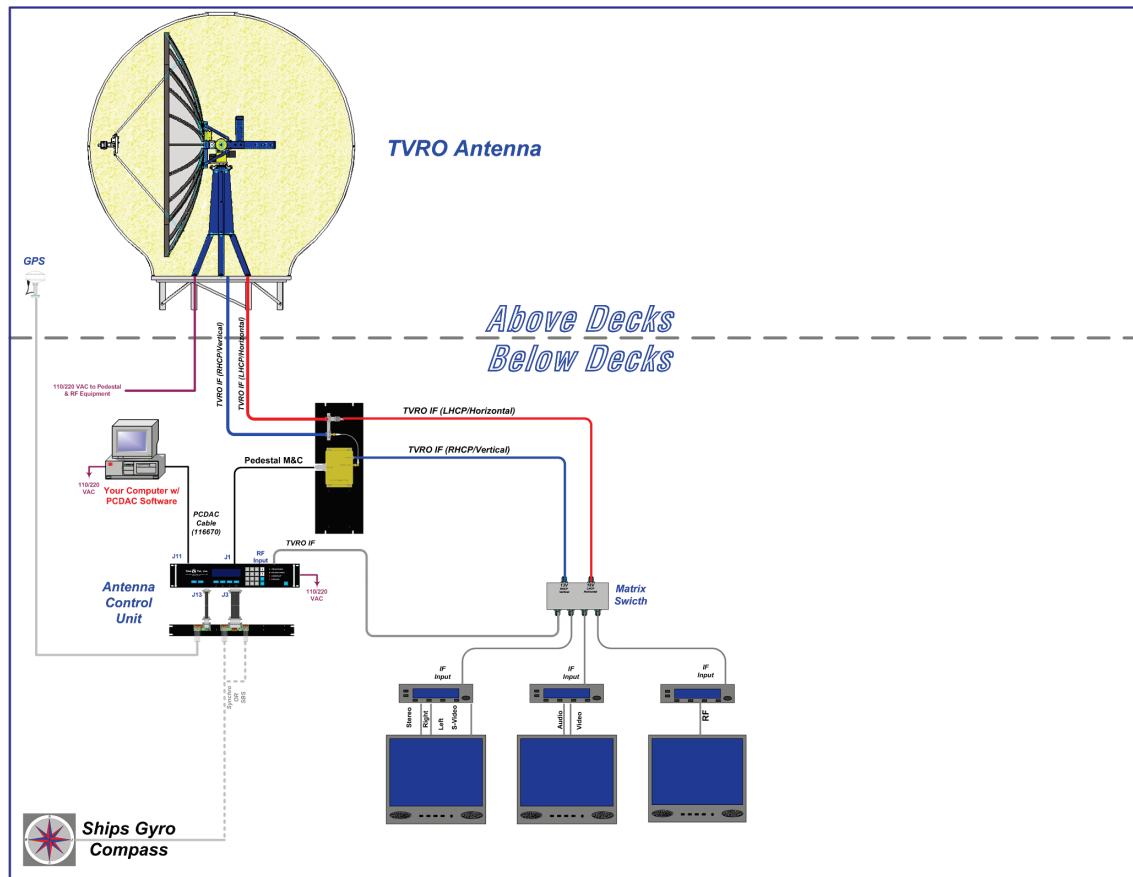 TVRO Antenna
GPS
Above Decks
Below Decks
TVRO IF (RHCP/Vertical)
TVRO IF (LHCP/Horizontal)
110/220 VAC to Pedestal
& RF Equipment
TVRO IF (LHCP/Horizontal)
TVRO IF (RHCP/Vertical)
Pedestal M&C
110/220
VAC
Your Computer w/
PCDAC Software
PCDAC
Cable
(116670)
TVRO IF
J11
J1
RF
Input
110/220
VAC
Antenna
Control
Unit
J13
J3
Matrix
Swicth
Synchro
OR
SBS
IF
Input
IF
Input
IF
Input
Stereo
Right
Left
S-Video
Audio
Video
RF
Ships Gyro
Compass